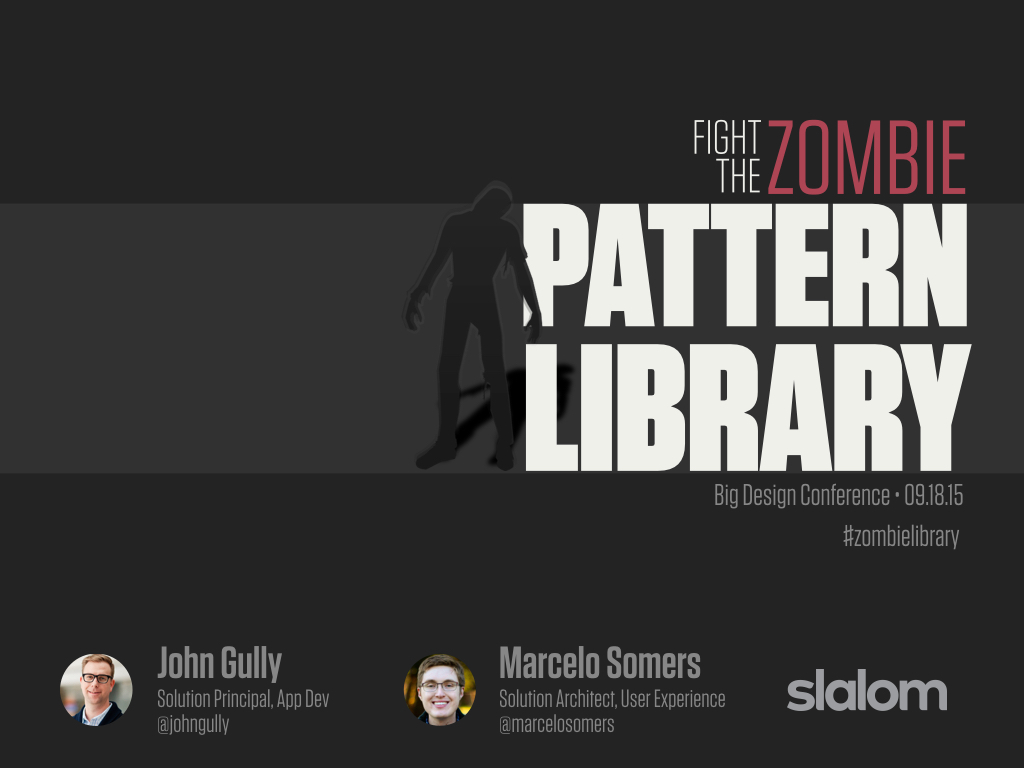 FIGHT
THE ZOMBIE
PATTERN
LIBRARY
Big Design Conference • 09.18.15
#zombielibrary
John Gully
Solution Principal, App Dev
@johngully
Marcelo Somers
Solution Architect, User Experience
@marcelosomers
slalom